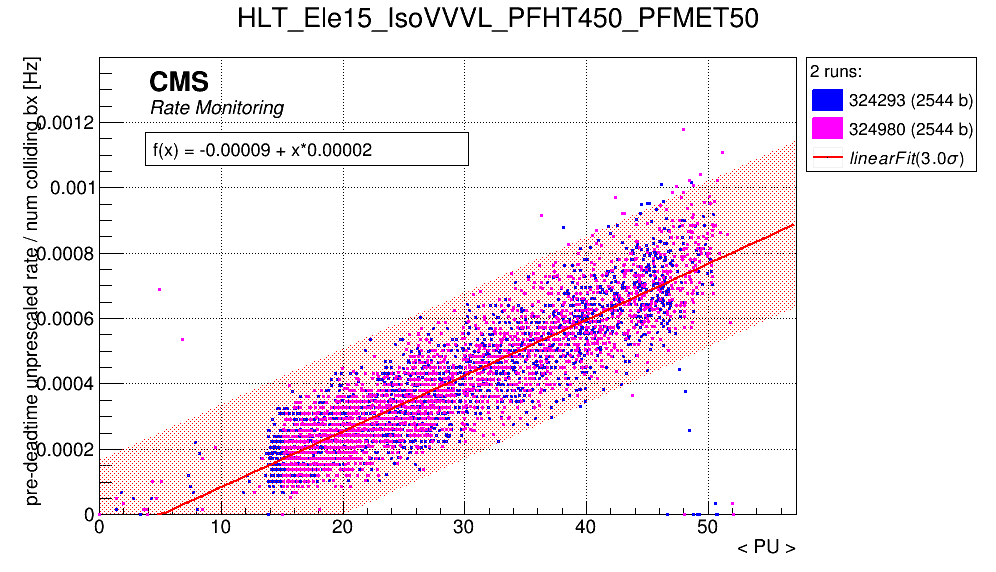 HLT_Ele15_IsoVVVL_PFHT450_PFMET50
pre-deadtime unprescaled rate / num colliding bx [Hz]
CMS
Rate Monitoring
f(x) = -0.00009 + x*0.00002
0.0012
0.001
0.0008
0.0006
0.0004
0.0002
0
0 10 20 30 40 50
< PU >
2 runs:
324293 (2544 b)
324980 (2544 b)
linearFit(3.0σ)